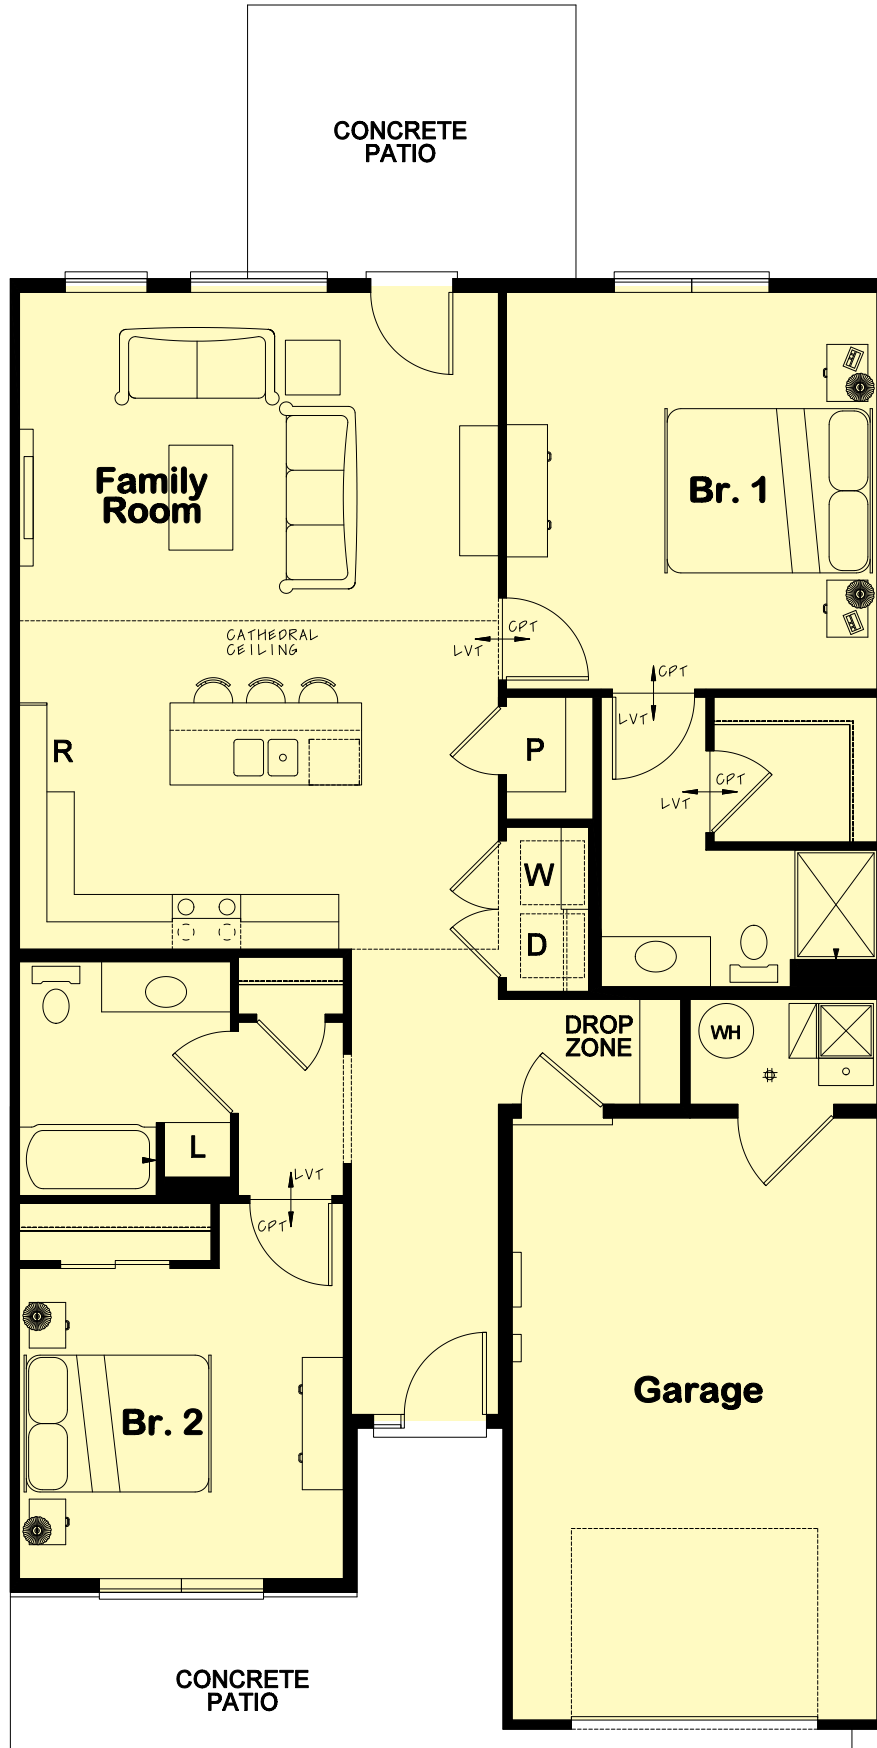 CONCRETE
PATIO
Family
Room
Br. 1
CATHEDRAL
CEILING
CPT
LVT
CPT
LVT
R
P
CPT
LVT
W
D
DROP
ZONE
WH
L
LVT
CPT
Garage
Br. 2
CONCRETE
PATIO